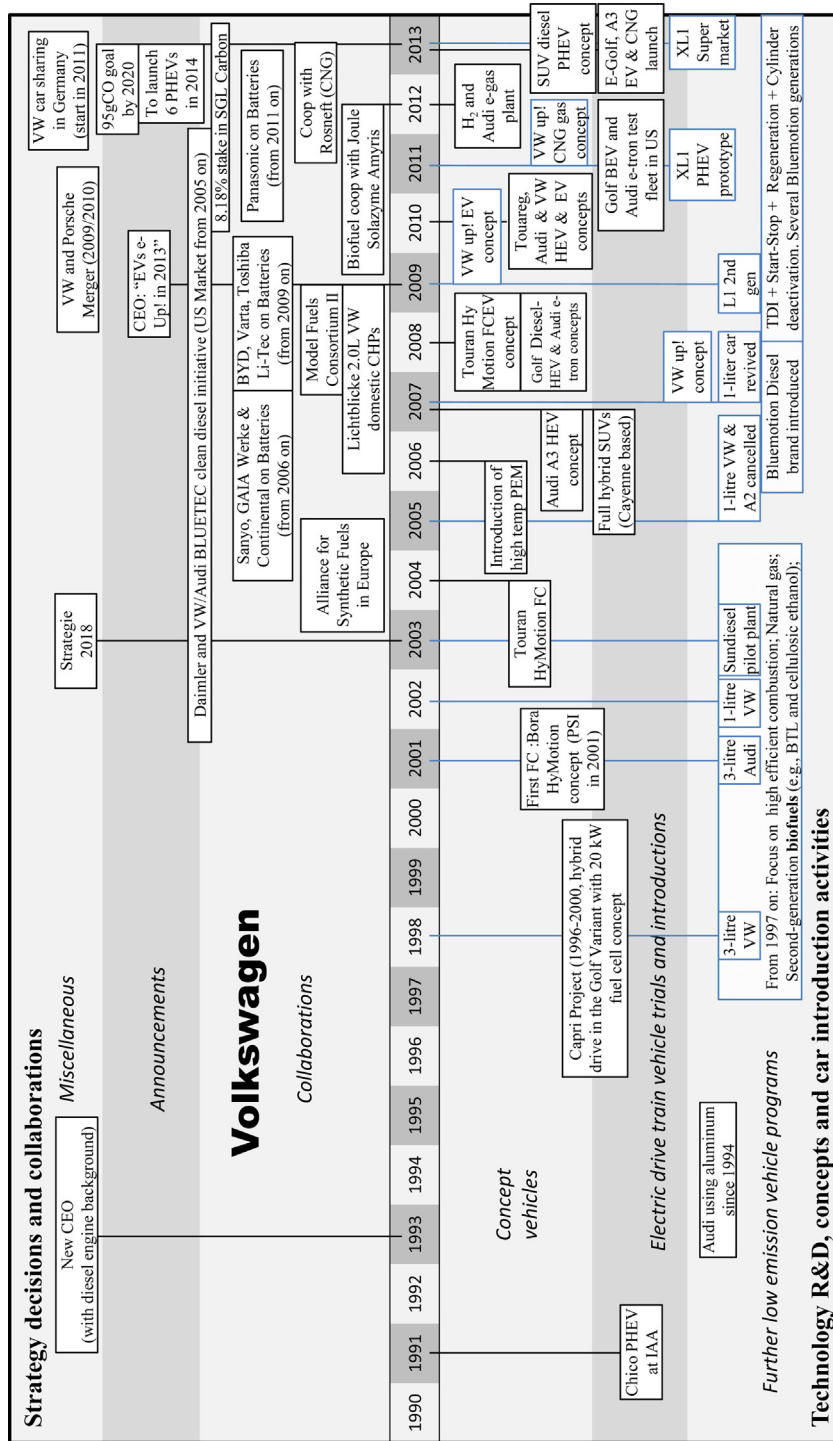 Strategy decisions and collaborations
Miscellaneous
New CEO
(with diesel engine background)
Strategie
2018
VW and Porsche
Merger (2009/2010)
VW car sharing
in Germany
(start in 2011)
Announcements
CEO: “EVs e-
Up! in 2013”
95gCO goal
by 2020
To launch
6 PHEVs
in 2014
Daimler and VW/Audi BLUETEC clean diesel initiative (US Market from 2005 on)
8.18% stake in SGL Carbon
Volkswagen
Collaborations
Sanyo, GAIA Werke &
Continental on Batteries
(from 2006 on)
BYD, Varta, Toshiba
Li-Tec on Batteries
(from 2009 on)
Panasonic on Batteries
(from 2011 on)
Alliance for
Synthetic Fuels
in Europe
Model Fuels
Consortium II
Lichtblicke 2.0L VW
domestic CHPs
Coop with
Rosneft (CNG)
Biofuel coop with Joule
Solazyme Amyris
1990 1991 1992 1993 1994 1995 1996 1997 1998 1999 2000 2001 2002 2003 2004 2005 2006 2007 2008 2009 2010 2011 2012 2013
Concept
vehicles
Capri Project (1996-2000, hybrid
drive in the Golf Variant with 20 kW
fuel cell concept
First FC :Bora
HyMotion
concept (PSI
in 2001)
Touran
HyMotion FC
Introduction of
high temp PEM
Audi A3 HEV
concept
Touran Hy
Motion FCEV
concept
Golf Diesel-
HEV & Audi e-
tron concepts
VW up! EV
concept
Touareg,
Audi & VW
HEV & EV
concepts
H2 and
Audi e-gas
plant
VW up!
CNG gas
concept
SUV diesel
PHEV
concept
Electric drive train vehicle trials and introductions
Chico PHEV
at IAA
Full hybrid SUVs
(Cayenne based)
Golf BEV and
Audi e-tron test
fleet in US
E-Golf, A3
EV & CNG
launch
Further low emission vehicle programs
Audi using aluminum
since 1994
3-litre
VW
3-litre
Audi
1-litre
VW
Sundiesel
pilot plant
From 1997 on: Focus on high efficient combustion; Natural gas;
Second-generation biofuels (e.g., BTL and cellulosic ethanol);
1-litre VW &
A2 cancelled
VW up!
concept
1-liter car
revived
L1 2nd
gen
XL1
PHEV
prototype
XL1
Super
market
Bluemotion Diesel
brand introduced
TDI + Start-Stop + Regeneration + Cylinder
deactivation. Several Bluemotion generations
Technology R&D, concepts and car introduction activities